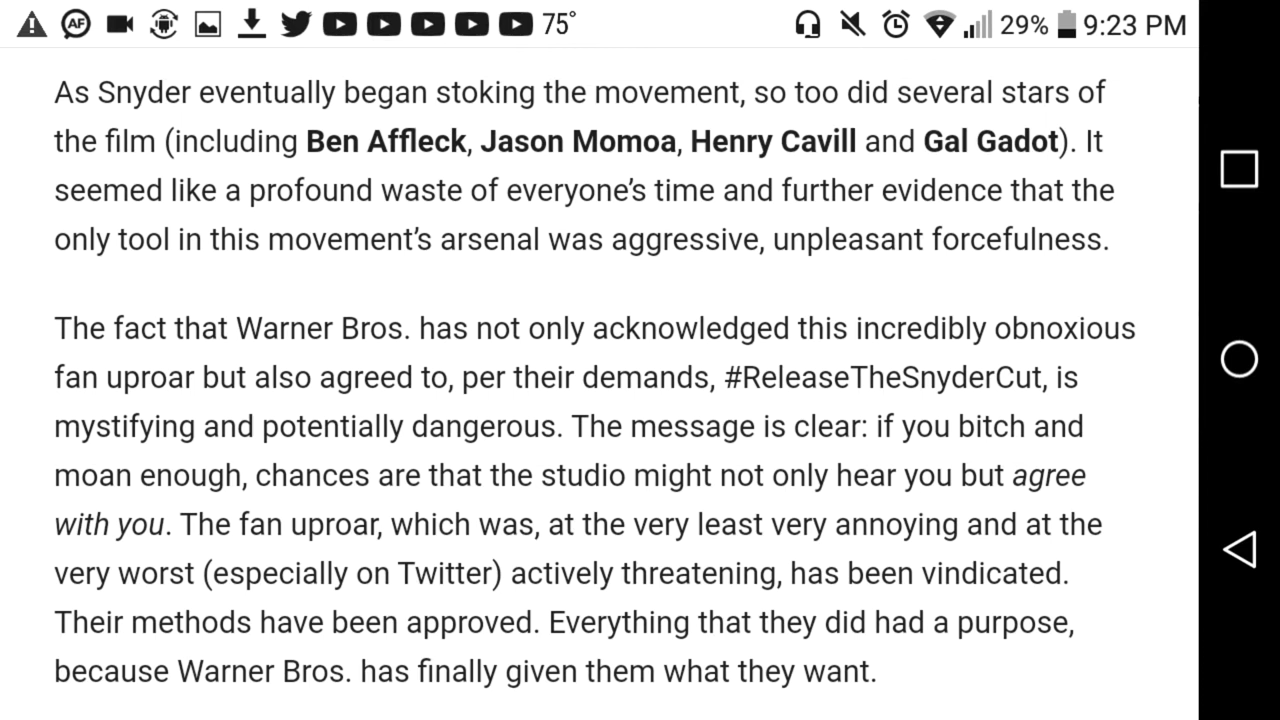 75°
29%
9:23 PM
As Snyder eventually began stoking the movement, so too did several stars of
the film (including Ben Affleck, Jason Momoa, Henry Cavill and Gal Gadot). It
seemed like a profound waste of everyone’s time and further evidence that the
only tool in this movement’s arsenal was aggressive, unpleasant forcefulness.
The fact that Warner Bros. has not only acknowledged this incredibly obnoxious
fan uproar but also agreed to, per their demands, #ReleaseTheSnyderCut, is
mystifying and potentially dangerous. The message is clear: if you bitch and
moan enough, chances are that the studio might not only hear you but agree
with you. The fan uproar, which was, at the very least very annoying and at the
very worst (especially on Twitter) actively threatening, has been vindicated.
Their methods have been approved. Everything that they did had a purpose,
because Warner Bros. has finally given them what they want.